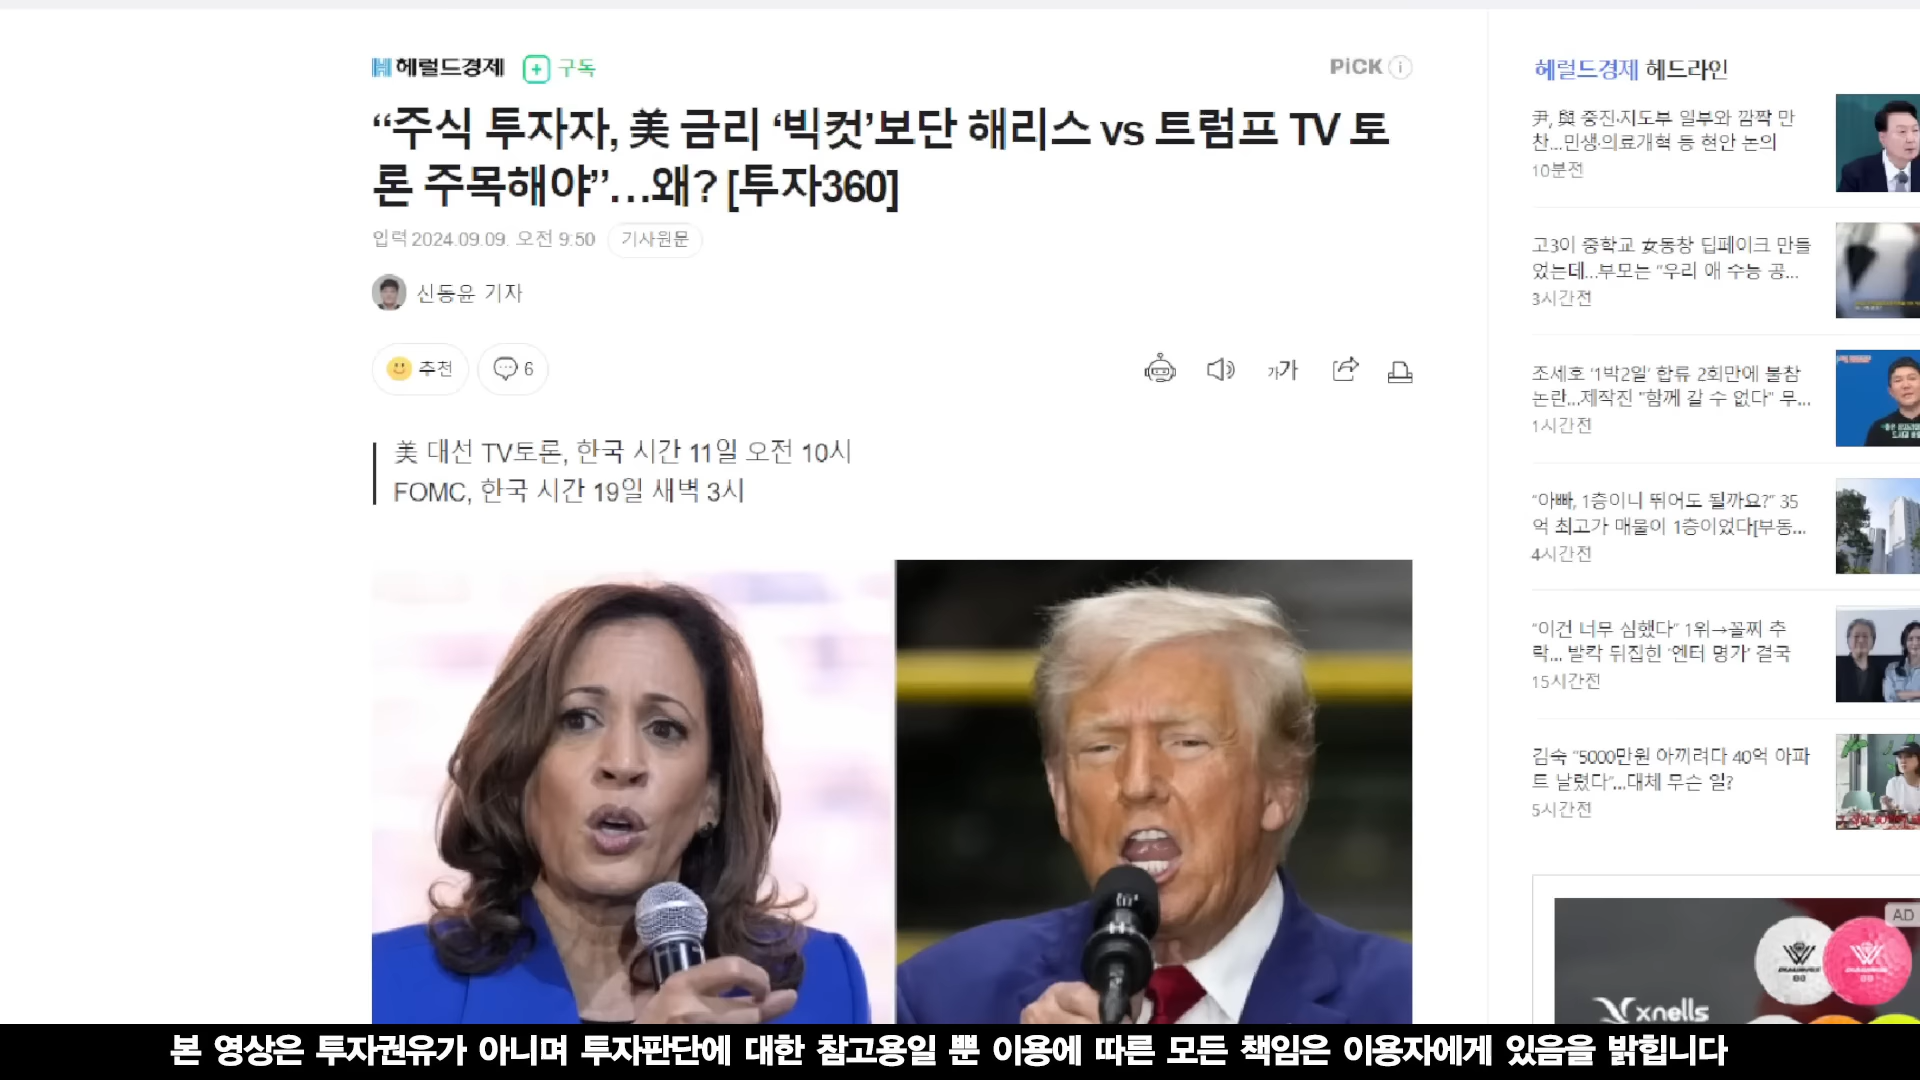 헤럴드경제 구독
PiCK
“주식 투자자, 美 금리 ‘빅컷’보단 해리스 vs 트럼프 TV 토
론 주목해야”…왜? [투자360]
입력 2024.09.09. 오전 9:50 기사원문
신동윤 기자
추천 6
가가
美 대선 TV토론, 한국 시간 11일 오전 10시
FOMC, 한국 시간 19일 새벽 3시
헤럴드경제 헤드라인
尹, 與 중진·지도부 일부와 깜짝 만
찬...민생·의료개혁 등 현안 논의
10분전
고3이 중학교 女동창 딥페이크 만들
었는데...부모는 “우리 애 수능 공...
3시간전
조세호 ‘1박2일’ 합류 2회만에 불참
논란...제작진 "함께 갈 수 없다" 무...
1시간전
“아빠, 1층이니 뛰어도 될까요?” 35
억 최고가 매물이 1층이었다[부동...
4시간전
“이건 너무 심했다” 1위→꼴찌 추
락... 발칵 뒤집힌 ‘엔터 명가’ 결국
15시간전
김숙 “5000만원 아끼려다 40억 아파
트 날렸다”...대체 무슨 일?
5시간전
AD
xnells
본 영상은 투자권유가 아니며 투자판단에 대한 참고용일 뿐 이용에 따른 모든 책임은 이용자에게 있음을 밝힙니다